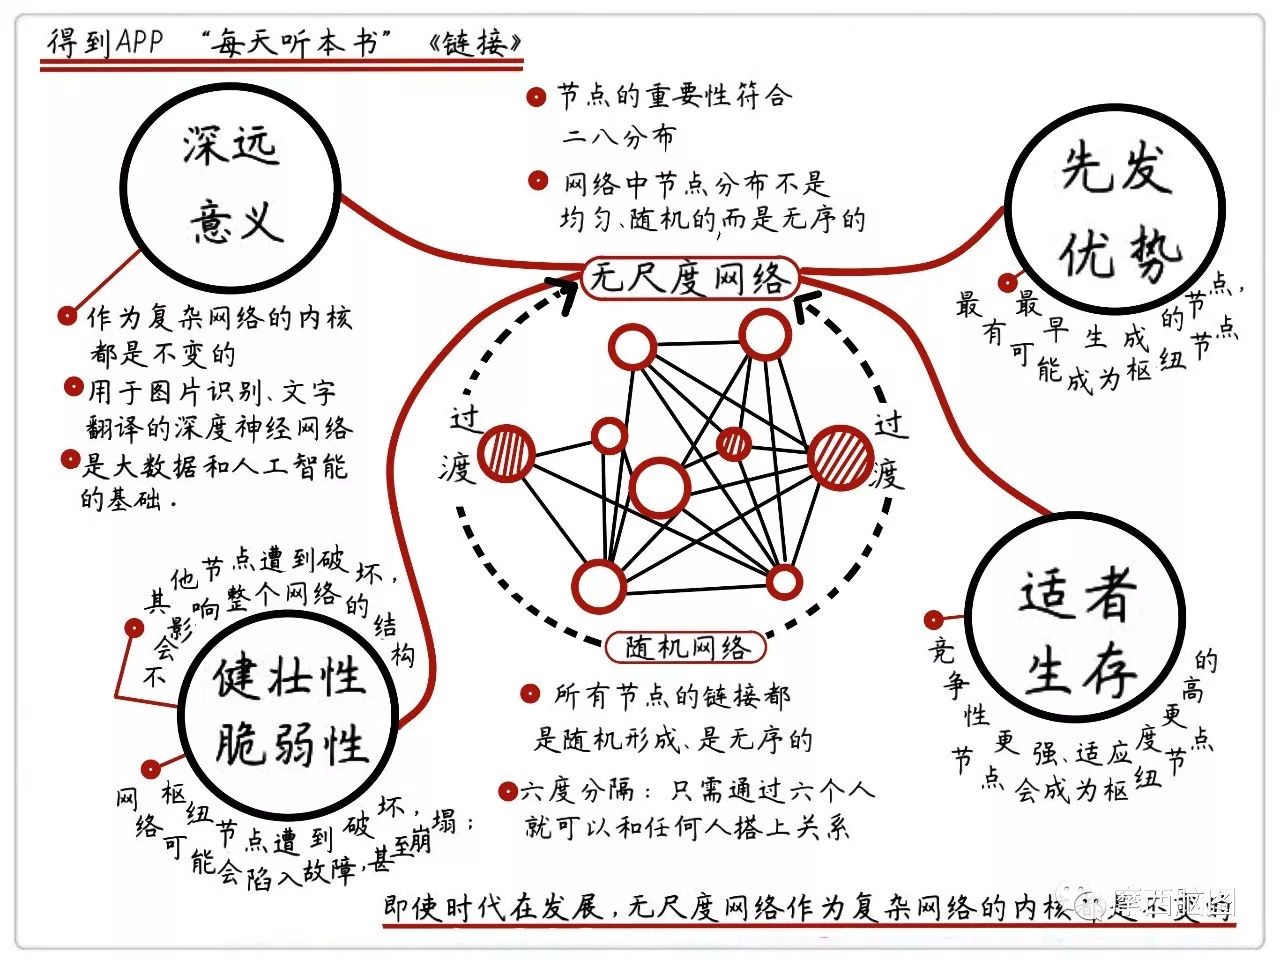 得到APP “每天听本书” 《链接》
节点的重要性符合
二八分布
网络中节点分布不是
均匀、随机的,而是无序的
深远
意义
先发
优势
无尺度网络
作为复杂网络的内核
都是不变的
用于图片识别、文字
翻译的深度神经网络
是大数据和人工智能
的基础.
最早生成的节点,
最有可能成为枢纽节点
过渡
过渡
其他节点遭到破坏,
不会影响整个网络的结构
健壮性
脆弱性
网络枢纽节点遭到破坏,
可能会陷入故障,甚至崩塌;
随机网络
所有节点的链接都
是随机形成、是无序的
六度分隔: 只需通过六个人
就可以和任何人搭上关系
适者
生存
竞争性更强、适应度更高的
节点会成为枢纽节点
即使时代在发展,无尺度网络作为复杂网络的内核都是不变的
摩西脑图